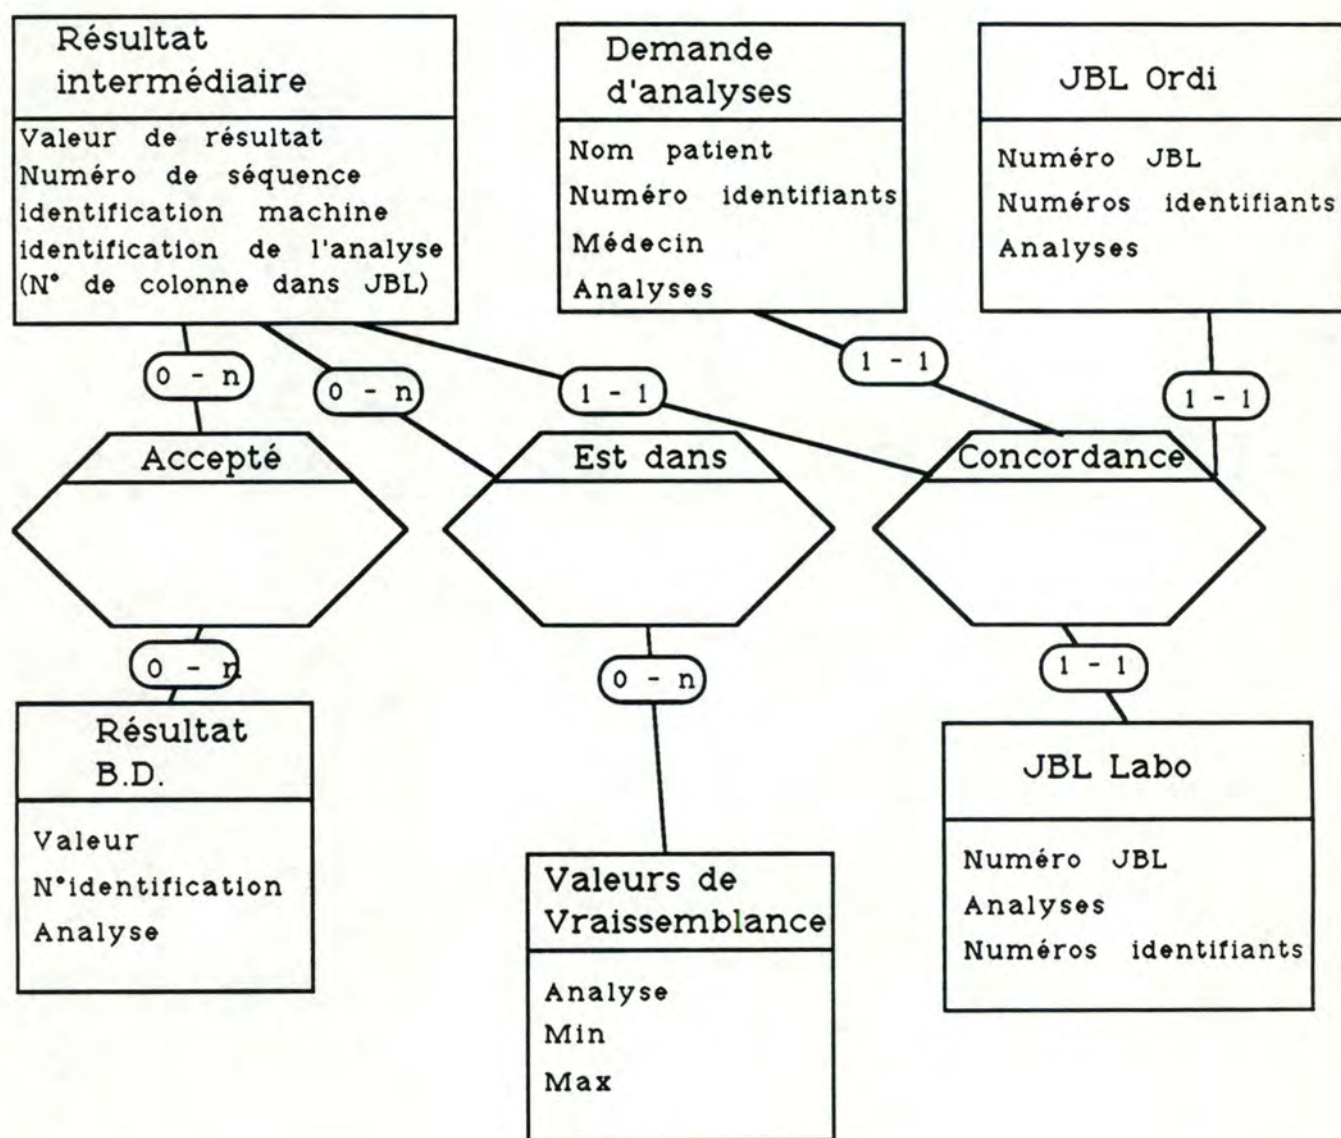 Résultat
intermédiaire
Valeur de résultat
Numéro de séquence
identification machine
identification de l'analyse
(N° de colonne dans JBL)
Demande
d'analyses
Nom patient
Numéro identifiants
Médecin
Analyses
JBL Ordi
Numéro JBL
Numéros identifiants
Analyses
0 - n
0 - n
1 - 1
1 - 1
1 - 1
Accepté
Est dans
Concordance
0 - n
0 - n
1 - 1
Résultat
B.D.
Valeur
N°identification
Analyse
Valeurs de
Vraissemblance
Analyse
Min
Max
JBL Labo
Numéro JBL
Analyses
Numéros identifiants